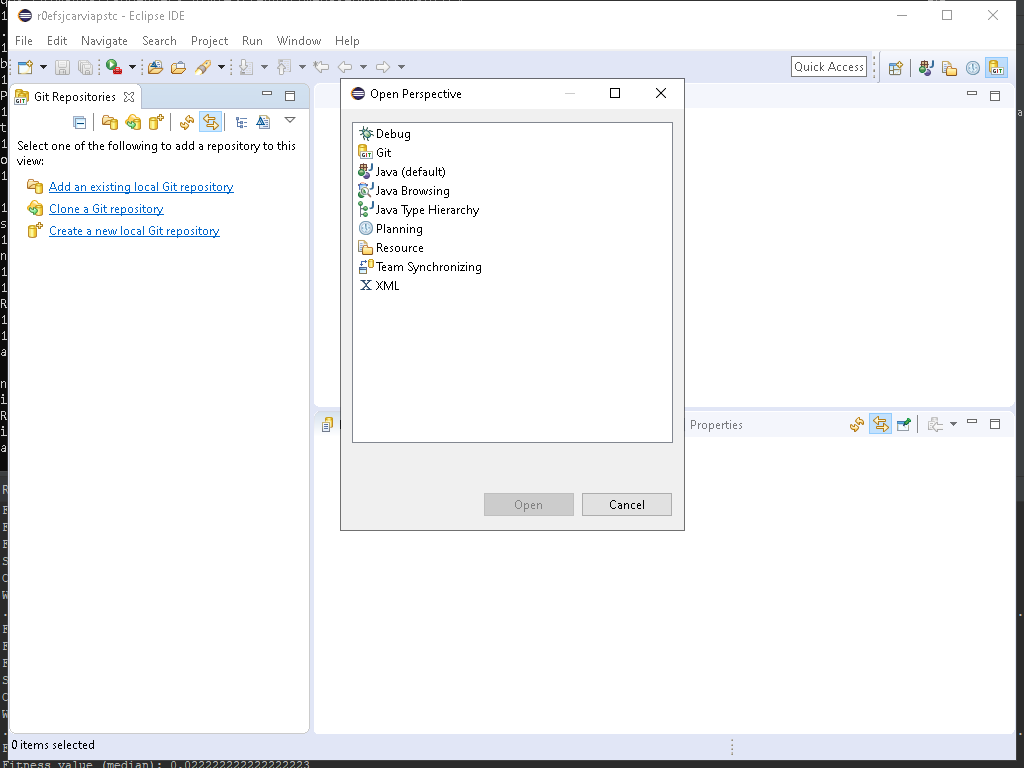 r0efsjcarviapstc - Eclipse IDE
File Edit Navigate Search Project Run Window Help
Quick Access
Git Repositories
Select one of the following to add a repository to this
view:
Add an existing local Git repository
Clone a Git repository
Create a new local Git repository
Open Perspective
Debug
Git
Java (default)
Java Browsing
Java Type Hierarchy
Planning
Resource
Team Synchronizing
XML
Open Cancel
Properties
0 items selected
Fitness value (median): 0.022222222222222223